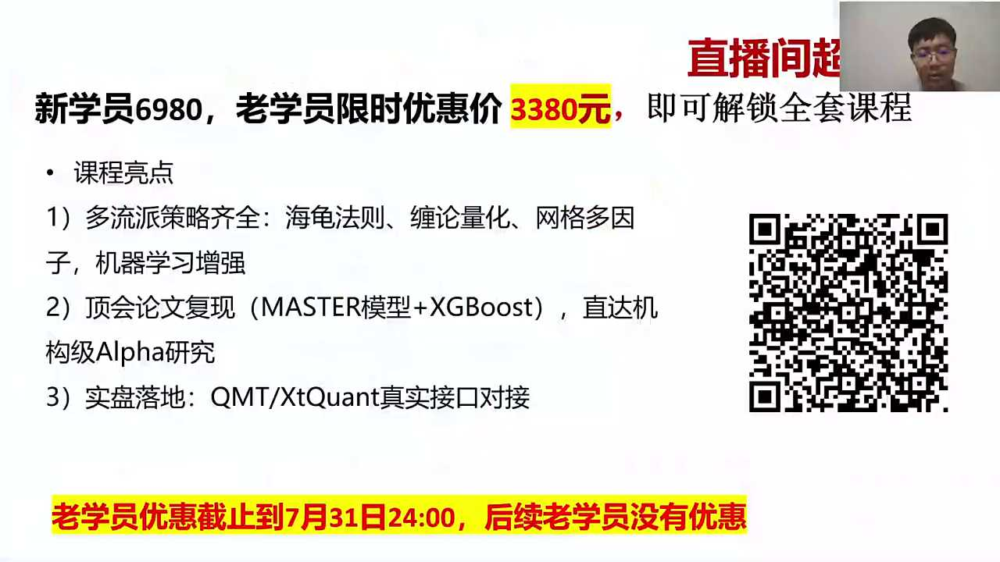 直播间超
新学员6980，老学员限时优惠价 3380元，即可解锁全套课程
• 课程亮点
1）多流派策略齐全：海龟法则、缠论量化、网格多因
子，机器学习增强
2）顶会论文复现（MASTER模型+XGBoost），直达机
构级Alpha研究
3）实盘落地：QMT/XtQuant真实接口对接
老学员优惠截止到7月31日24:00，后续老学员没有优惠